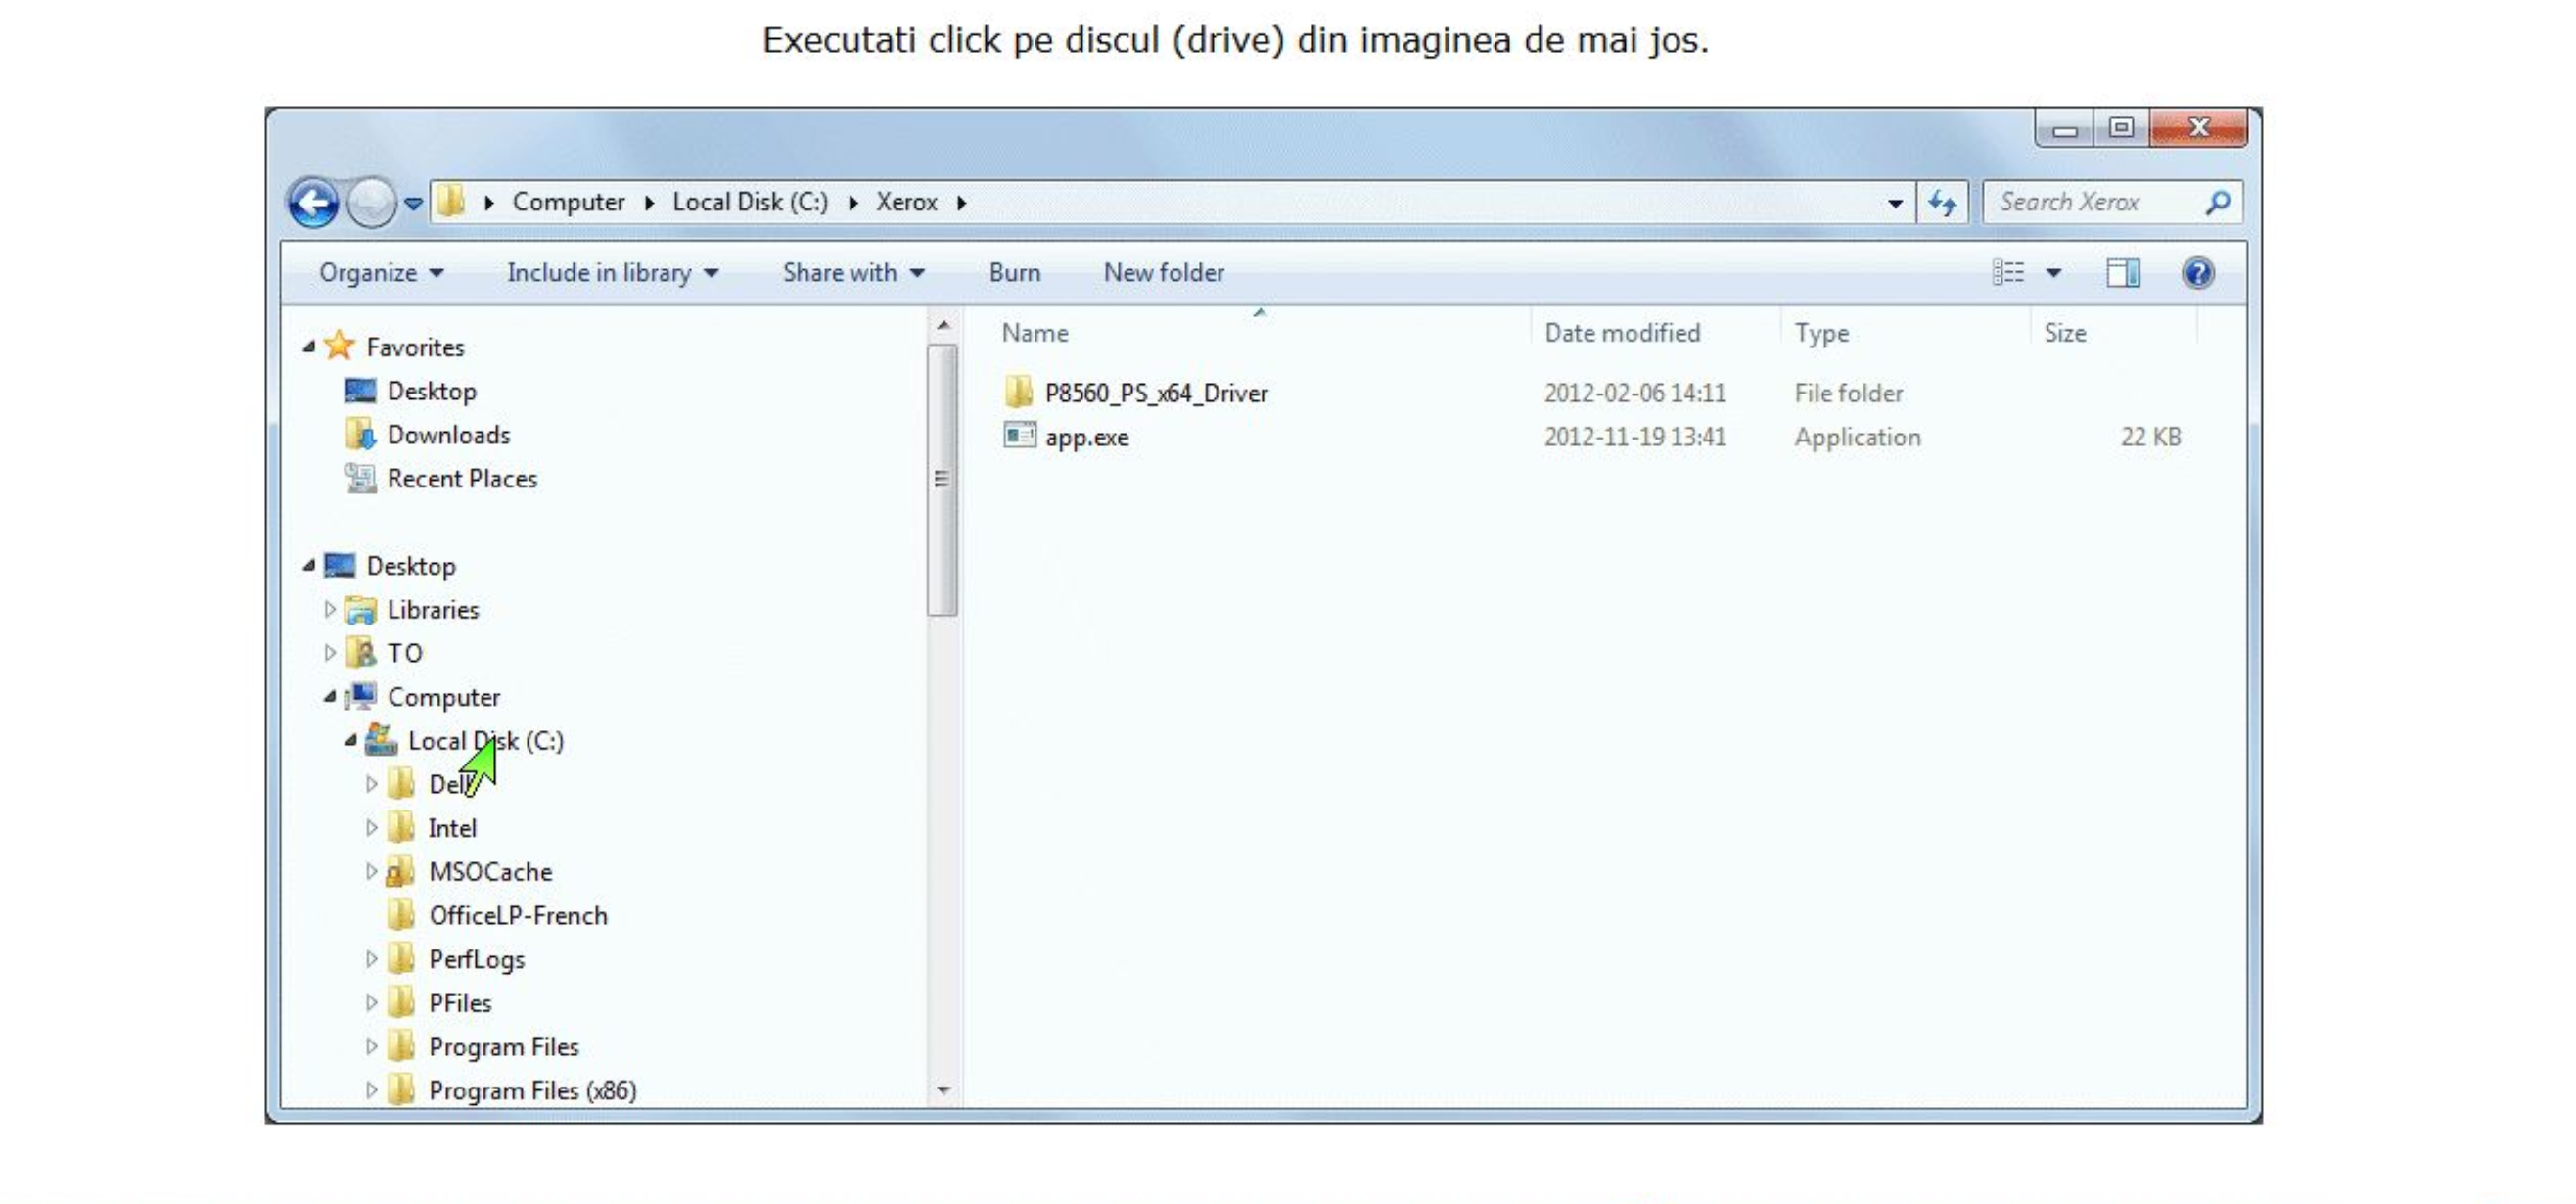 Executati click pe discul (drive) din imaginea de mai jos.
Computer Local Disk (C:) Xerox
Search Xerox
Organize Include in library Share with Burn New folder
Favorites
Desktop
Downloads
Recent Places
Desktop
Libraries
TO
Computer
Local Disk (C:)
Dell
Intel
MSOCache
OfficeLP-French
PerfLogs
PFiles
Program Files
Program Files (x86)
Name Date modified Type Size
P8560_PS_x64_Driver 2012-02-06 14:11 File folder
app.exe 2012-11-19 13:41 Application 22 KB